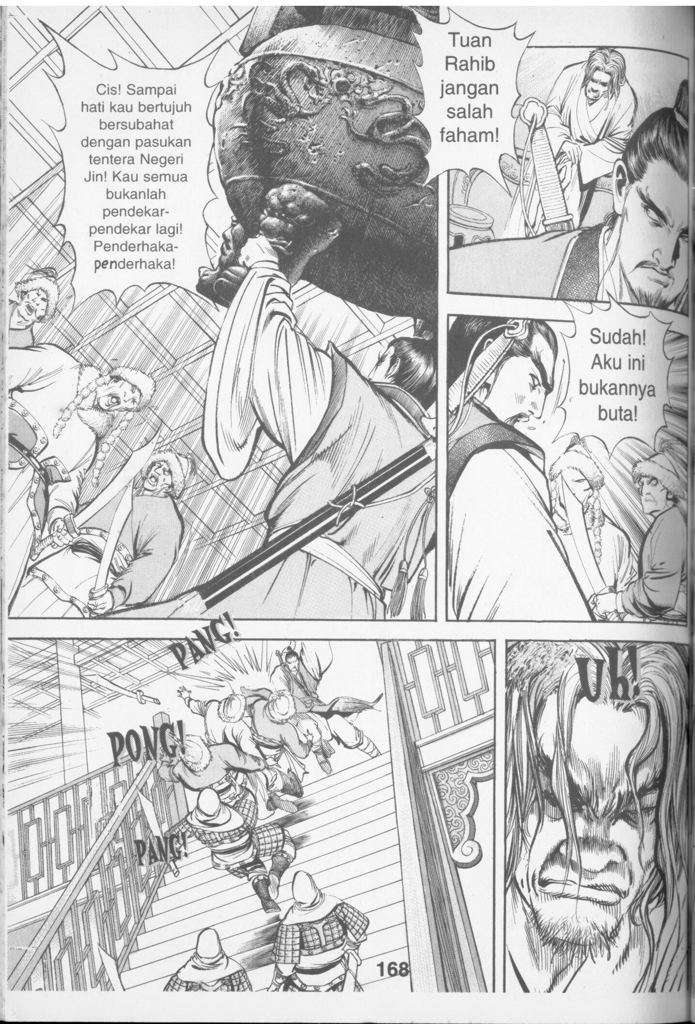 Cis! Sampai
hati kau bertujuh
bersubahat
dengan pasukan
tentera Negeri
Jin! Kau semua
bukanlah
pendekar-
pendekar lagi!
Penderhaka-
penderhaka!
Tuan
Rahib
jangan
salah
faham!
Sudah!
Aku ini
bukannya
buta!
PANG!
PONG!
PANG!
Uh!
168